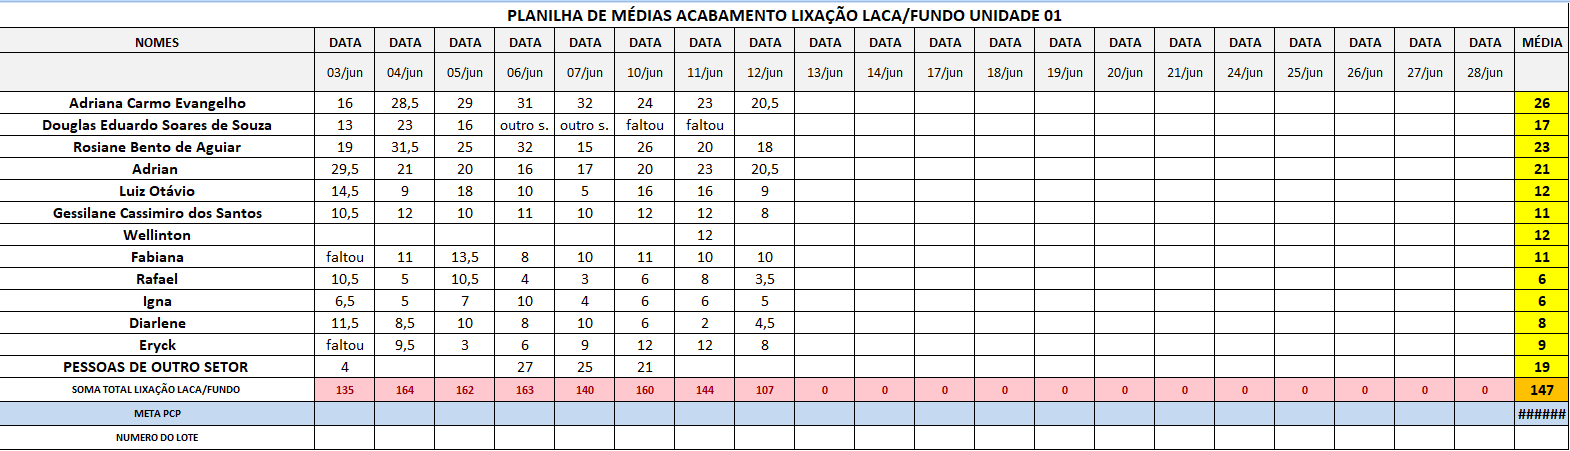 PLANILHA DE MÉDIAS ACABAMENTO LIXAÇÃO LACA/FUNDO UNIDADE 01
NOMES DATA DATA DATA DATA DATA DATA DATA DATA DATA DATA DATA DATA DATA DATA DATA DATA DATA DATA DATA DATA MÉDIA
03/jun 04/jun 05/jun 06/jun 07/jun 10/jun 11/jun 12/jun 13/jun 14/jun 17/jun 18/jun 19/jun 20/jun 21/jun 24/jun 25/jun 26/jun 27/jun 28/jun
Adriana Carmo Evangelho 16 28,5 29 31 32 24 23 20,5 26
Douglas Eduardo Soares de Souza 13 23 16 outro s. outro s. faltou faltou 17
Rosiane Bento de Aguiar 19 31,5 25 32 15 26 20 18 23
Adrian 29,5 21 20 16 17 20 23 20,5 21
Luiz Otávio 14,5 9 18 10 5 16 16 9 12
Gessilane Cassimiro dos Santos 10,5 12 10 11 10 12 12 8 11
Wellinton 12 12
Fabiana faltou 11 13,5 8 10 11 10 10 11
Rafael 10,5 5 10,5 4 3 6 8 3,5 6
Igna 6,5 5 7 10 4 6 6 5 6
Diarlene 11,5 8,5 10 8 10 6 2 4,5 8
Eryck faltou 9,5 3 6 9 12 12 8 9
PESSOAS DE OUTRO SETOR 4 27 25 21 19
SOMA TOTAL LIXAÇÃO LACA/FUNDO 135 164 162 163 140 160 144 107 0 0 0 0 0 0 0 0 0 0 0 0 147
META PCP ######
NUMERO DO LOTE